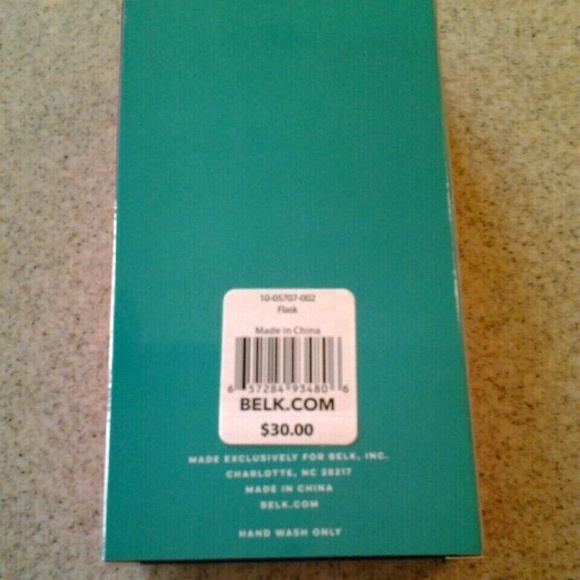 10-05707-002
Flask
Made in China
6 57284 93480 6
BELK.COM
$30.00
MADE EXCLUSIVELY FOR BELK, INC.
CHARLOTTE, NC 28217
MADE IN CHINA
BELK.COM
HAND WASH ONLY